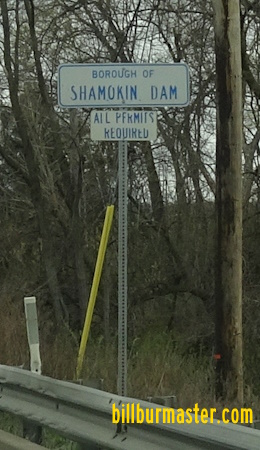 BOROUGH OF
SHAMOKIN DAM
ALL PERMITS
REQUIRED
billburmaster.com